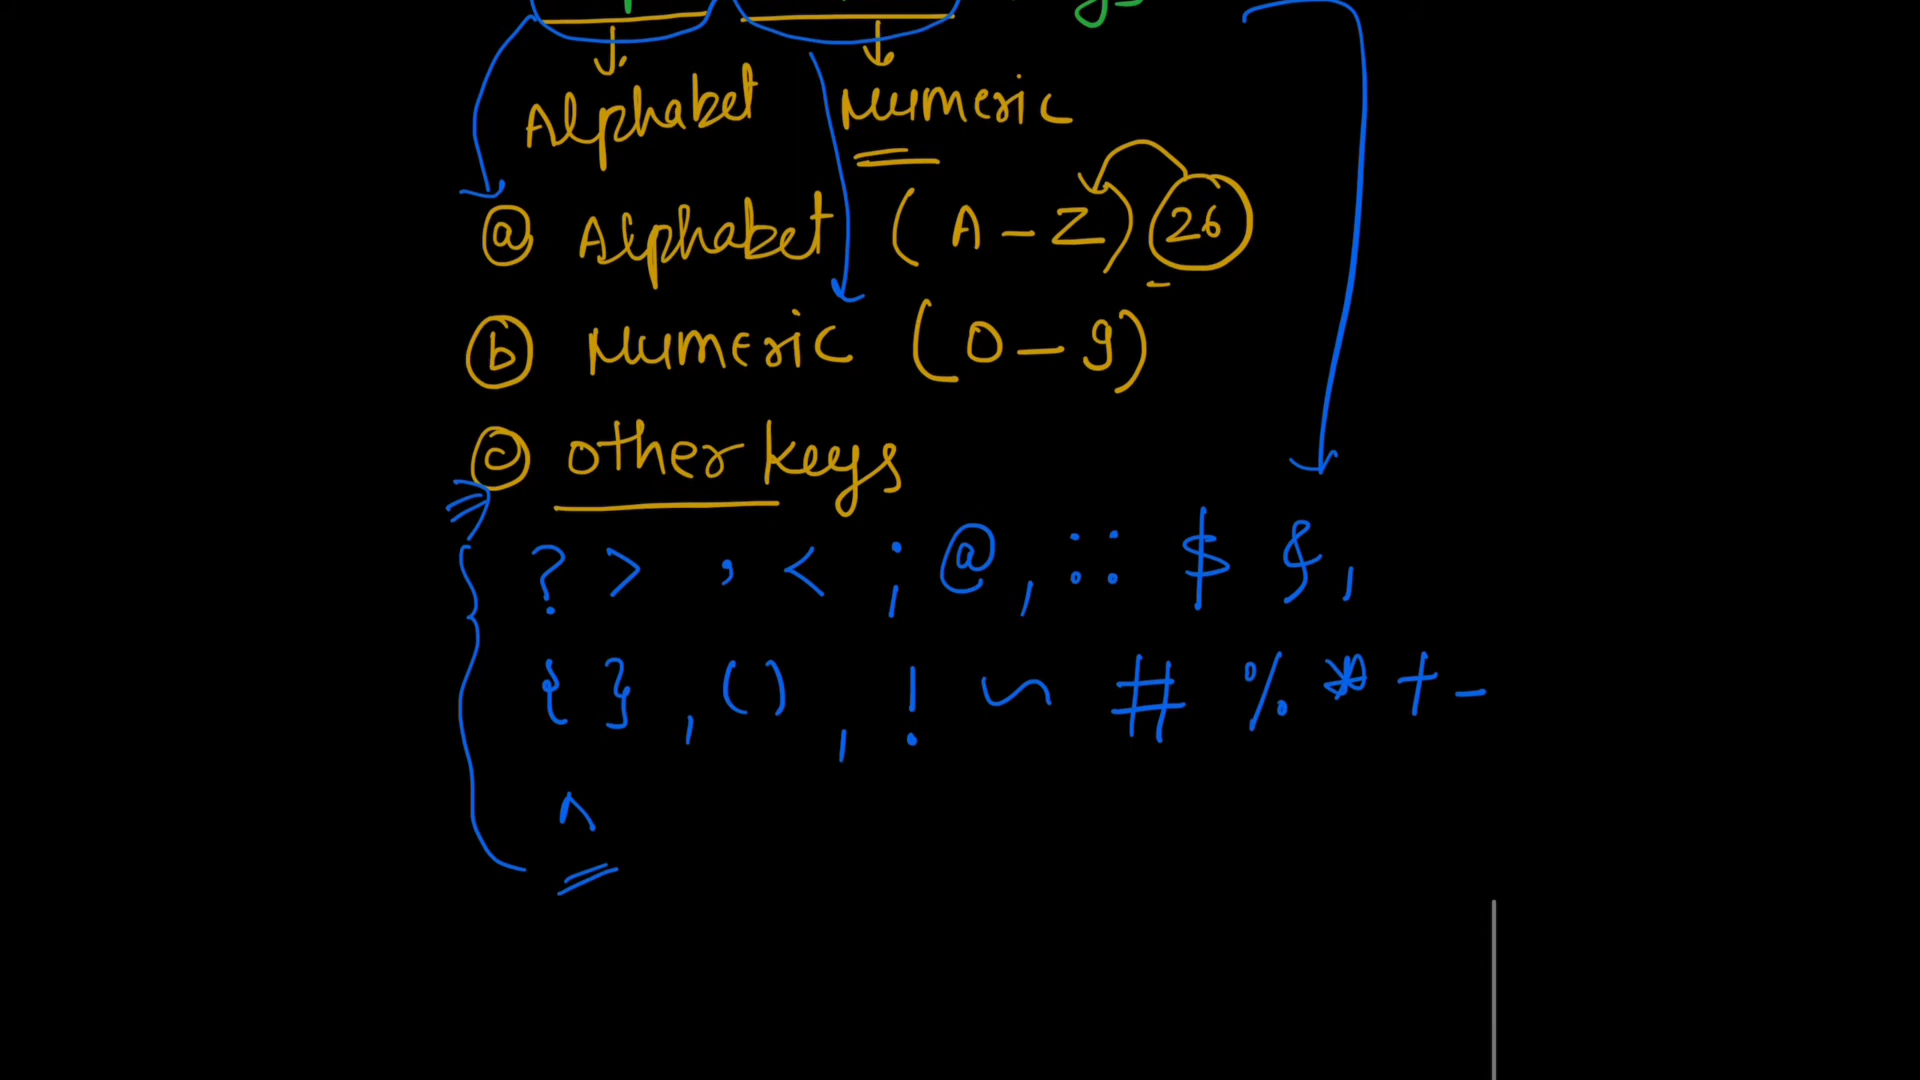 Alphabet Numeric
(a) Alphabet (A-Z) 26
(b) Numeric (0-9)
(c) other keys
? > , < ; @ , : : $ & ,
{ } , ( ) , ! ~ # % * + -
^